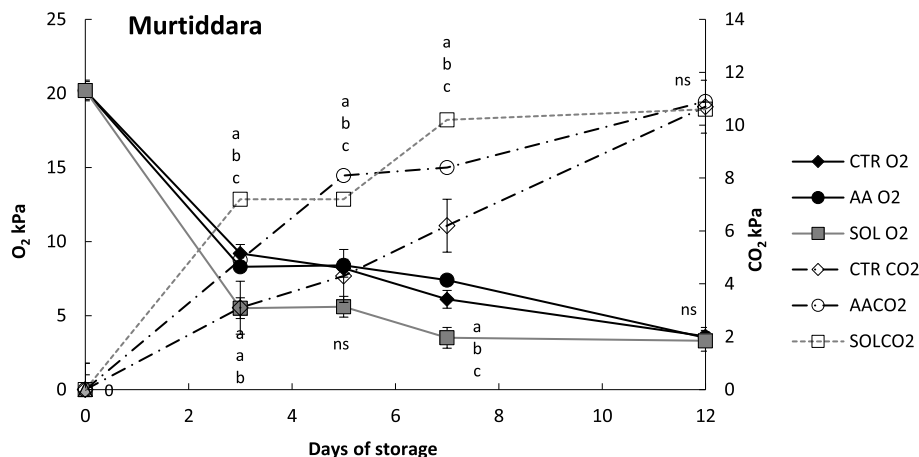 Murtiddara
25
20
15
10
5
0
O2 kPa
14
12
10
8
6
4
2
0
CO2 kPa
0
2
4
6
8
10
12
Days of storage
a
b
c
a
b
c
a
b
c
ns
a
a
b
ns
a
b
c
ns
0
CTR O2
AA O2
SOL O2
CTR CO2
AACO2
SOLCO2